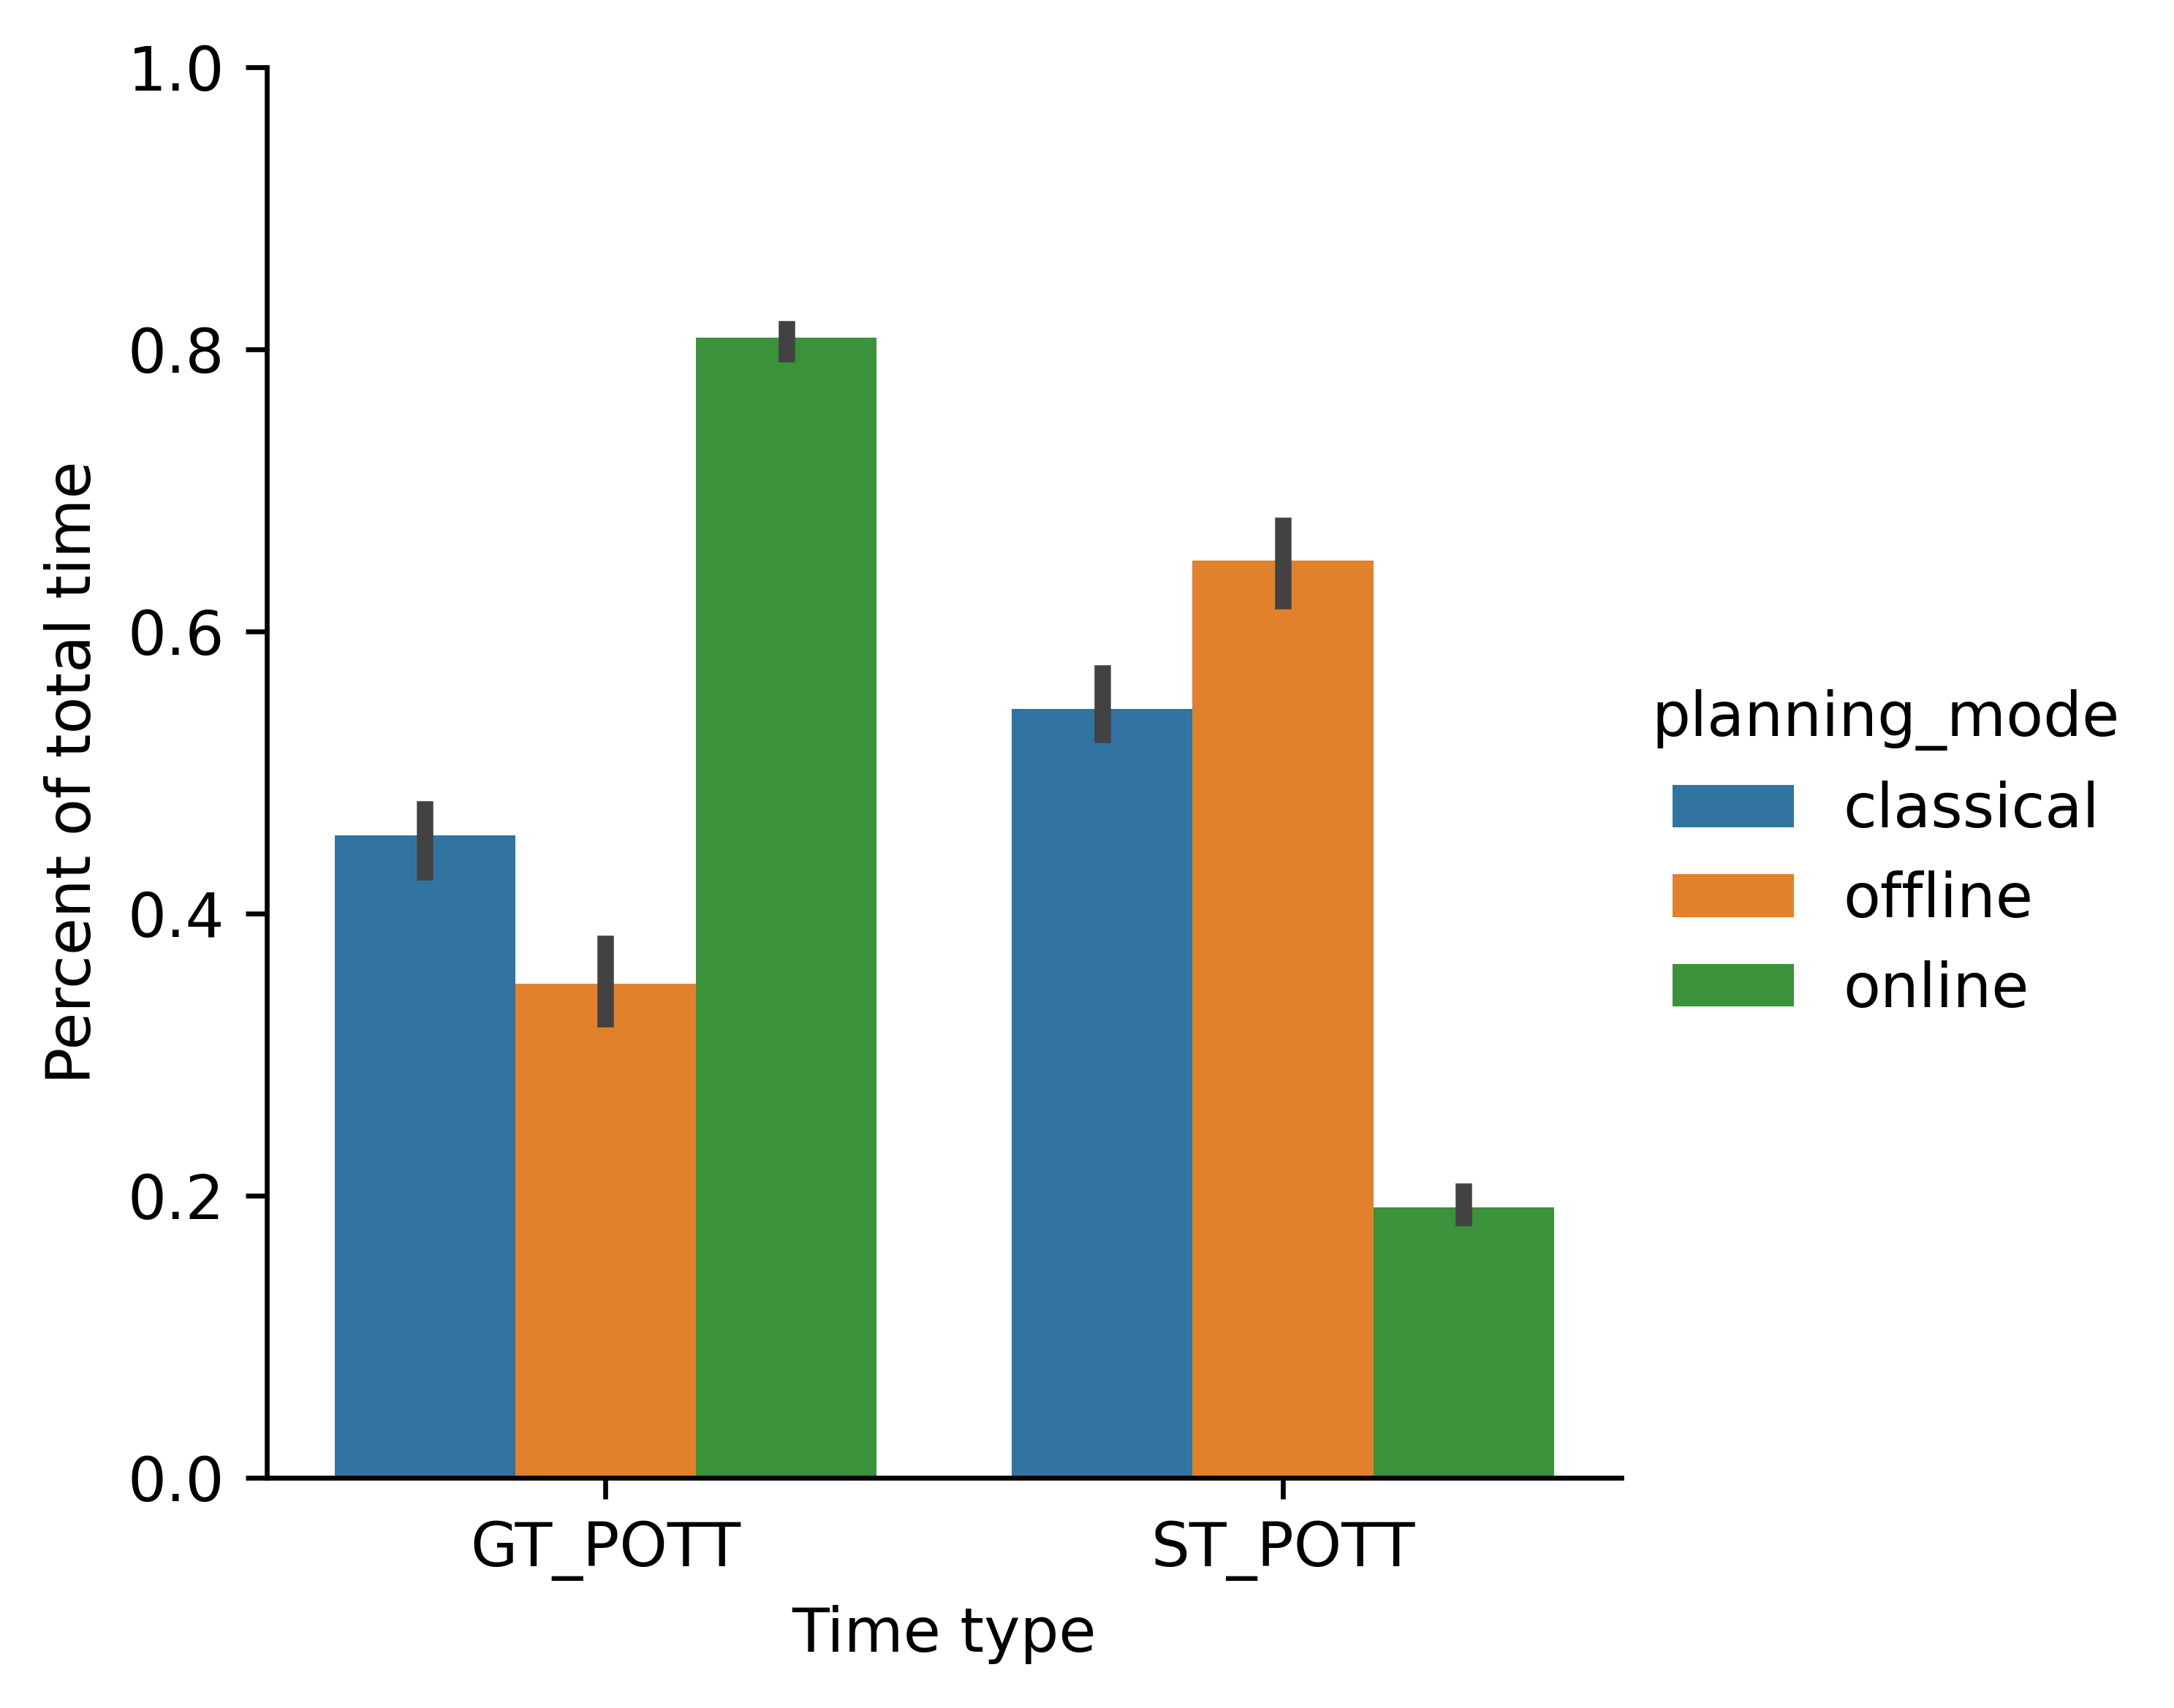 1.0
0.8
0.6
0.4
0.2
0.0
Percent of total time
GT_POTT
ST_POTT
Time type
planning_mode
classical
offline
online